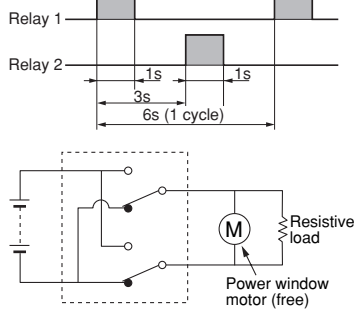 Relay 1
Relay 2
1s 1s
3s
6s (1 cycle)
M
Resistive
load
Power window
motor (free)